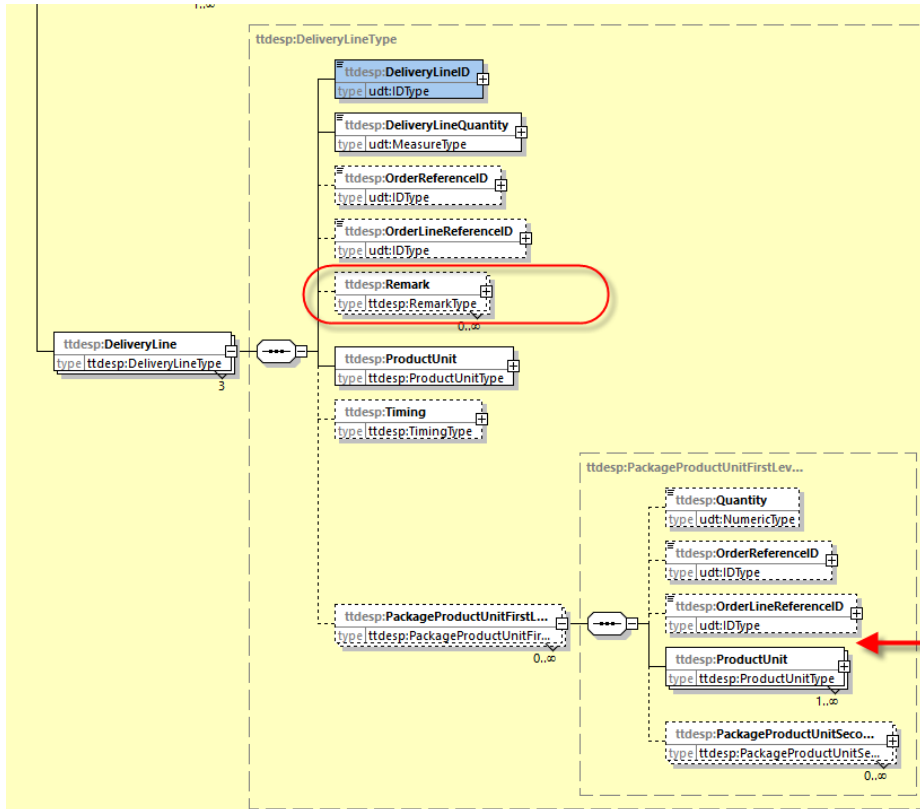 1..∞
ttdesp:DeliveryLineType
ttdesp:DeliveryLineID
type udt:IDType
ttdesp:DeliveryLineQuantity
type udt:MeasureType
ttdesp:OrderReferenceID
type udt:IDType
ttdesp:OrderLineReferenceID
type udt:IDType
ttdesp:Remark
type ttdesp:RemarkType
0..∞
ttdesp:DeliveryLine
type ttdesp:DeliveryLineType
3
ttdesp:ProductUnit
type ttdesp:ProductUnitType
ttdesp:Timing
type ttdesp:TimingType
ttdesp:PackageProductUnitFirstL...
type ttdesp:PackageProductUnitFir...
0..∞
ttdesp:PackageProductUnitFirstLev...
ttdesp:Quantity
type udt:NumericType
ttdesp:OrderReferenceID
type udt:IDType
ttdesp:OrderLineReferenceID
type udt:IDType
ttdesp:ProductUnit
type ttdesp:ProductUnitType
1..∞
ttdesp:PackageProductUnitSeco...
type ttdesp:PackageProductUnitSe...
0..∞